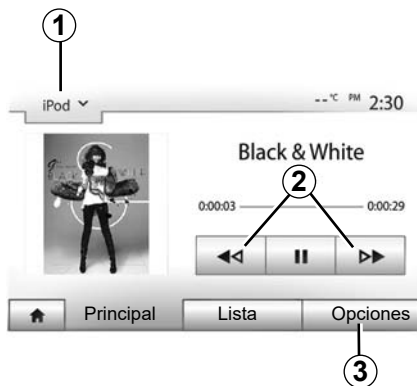 1
iPod --°C PM 2:30
Black & White
2
0:00:03 0:00:29
Principal Lista Opciones
3